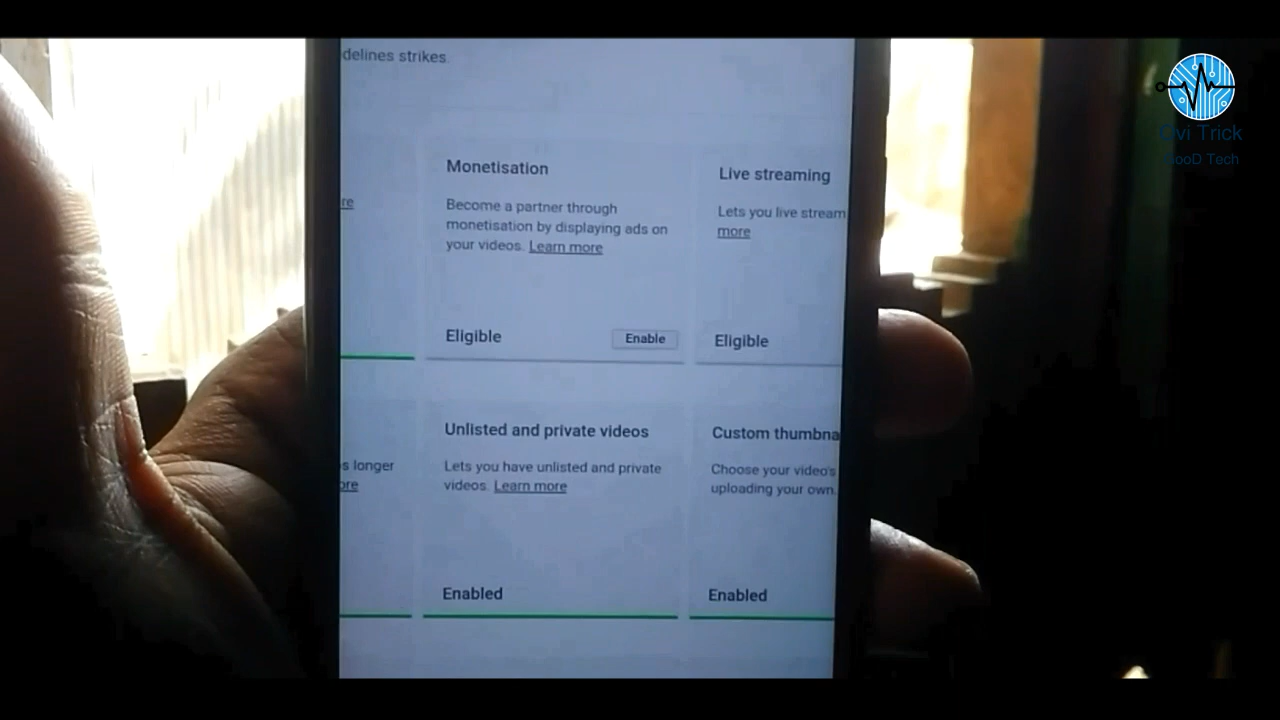 delines strikes.
Monetisation
Live streaming
re
Become a partner through
monetisation by displaying ads on
your videos. Learn more
Lets you live stream
more
Eligible
Enable
Eligible
Unlisted and private videos
Custom thumbna
s longer
ore
Lets you have unlisted and private
videos. Learn more
Choose your video's
uploading your own.
Enabled
Enabled
Ovi Trick
GooD Tech